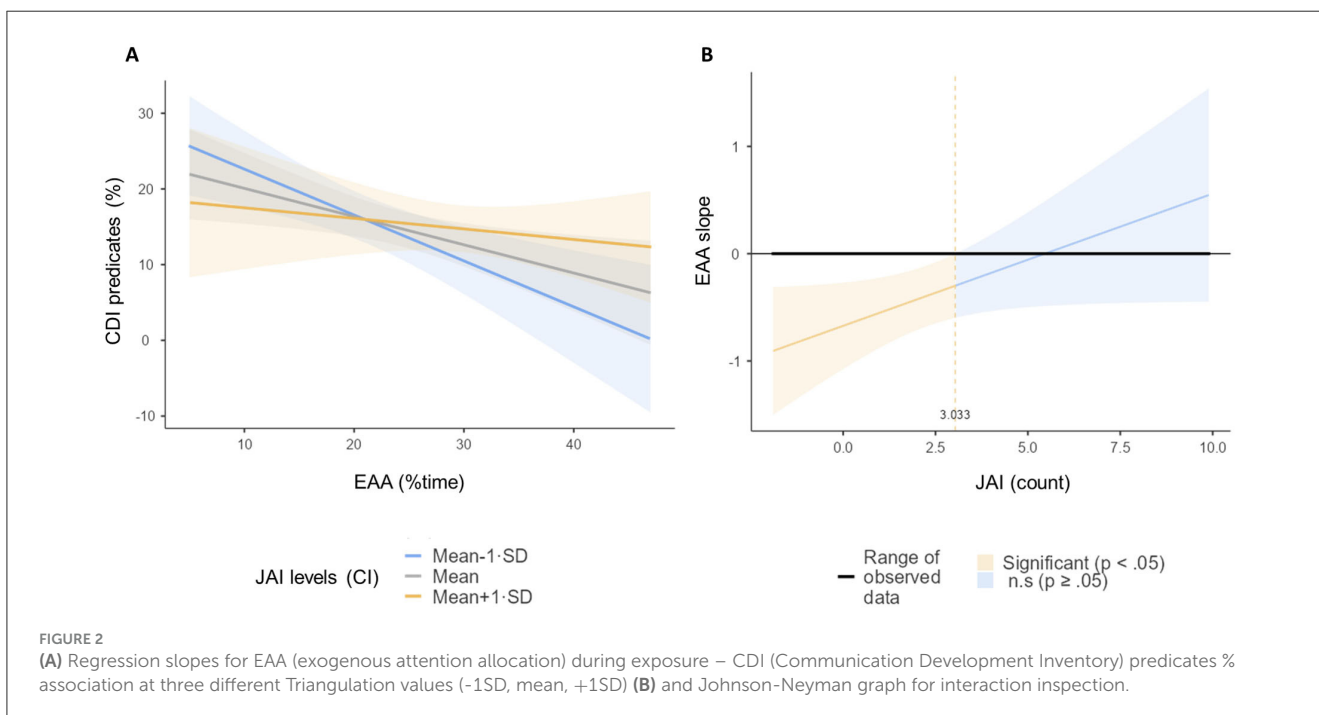 A
B
30
20
10
0
-10
CDI predicates (%)
10
20
30
40
EAA (%time)
JAI levels (CI)
Mean-1·SD
Mean
Mean+1·SD
1
0
-1
EAA slope
3.033
0.0
2.5
5.0
7.5
10.0
JAI (count)
Range of
observed
data
Significant (p < .05)
n.s (p ≥ .05)
FIGURE 2
(A) Regression slopes for EAA (exogenous attention allocation) during exposure – CDI (Communication Development Inventory) predicates %
association at three different Triangulation values (-1SD, mean, +1SD) (B) and Johnson-Neyman graph for interaction inspection.